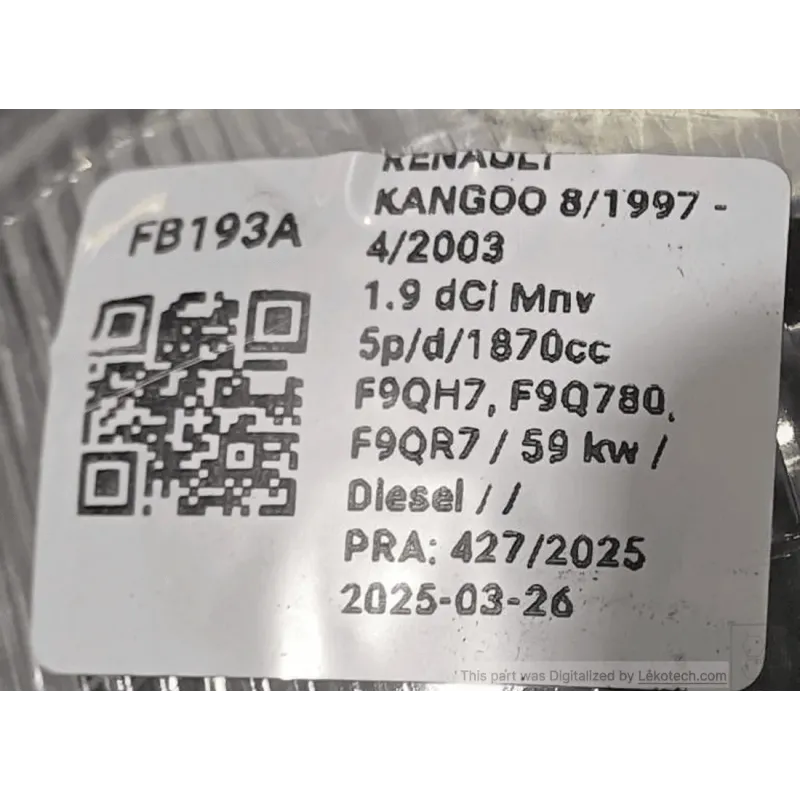 FB193A
RENAULT
KANGOO 8/1997 -
4/2003
1.9 dCi Mnv
5p/d/1870cc
F9QH7, F9Q780,
F9QR7 / 59 kw /
Diesel / /
PRA: 427/2025
2025-03-26
This part was Digitalized by Lekotech.com